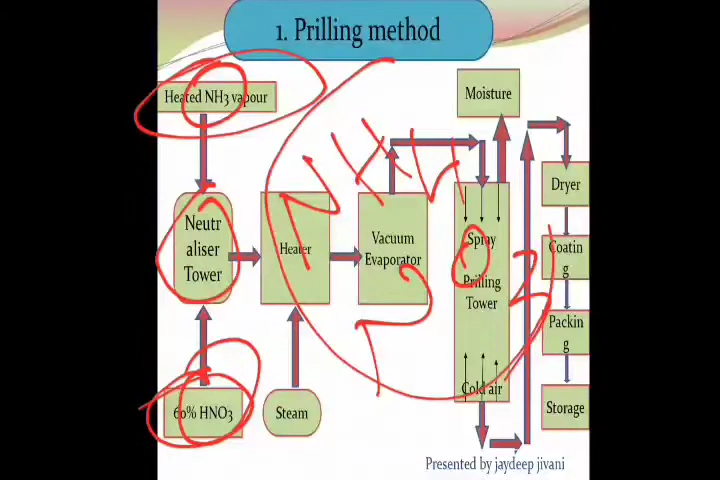 1. Prilling method
Heated NH3 vapour
Moisture
Neutr
aliser
Tower
Heater
Vacuum
Evaporator
Spray
Prilling
Tower
Cold air
Dryer
Coatin
g
Packin
g
Storage
60% HNO3
Steam
Presented by jaydeep jivani